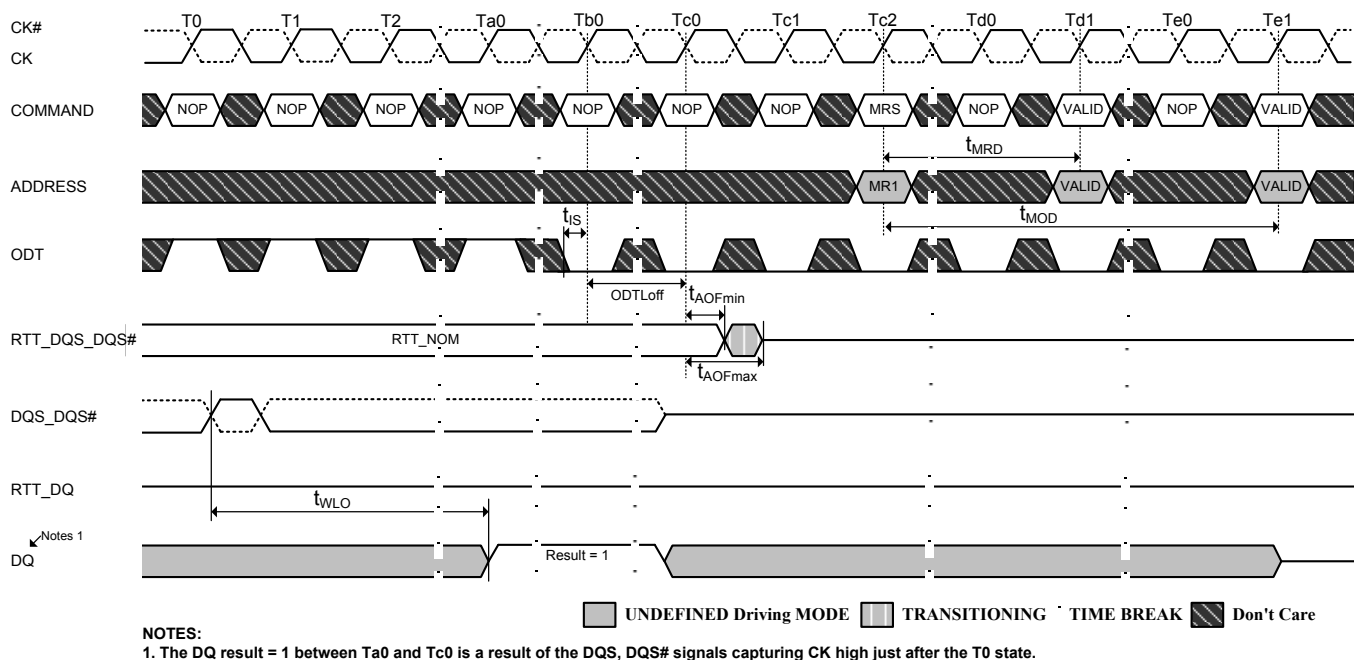 T0 T1 T2 Ta0 Tb0 Tc0 Tc1 Tc2 Td0 Td1 Te0 Te1
CK#
CK
COMMAND NOP NOP NOP NOP NOP NOP NOP MRS NOP VALID NOP VALID
tMRD
ADDRESS MR1 VALID VALID
tIS
tMOD
ODT
ODTLoff
tAOFmin
RTT_DQS_DQS# RTT_NOM
tAOFmax
DQS_DQS#
RTT_DQ
tWLO
Notes 1
DQ Result = 1
UNDEFINED Driving MODE TRANSITIONING TIME BREAK Don't Care
NOTES:
1. The DQ result = 1 between Ta0 and Tc0 is a result of the DQS, DQS# signals capturing CK high just after the T0 state.